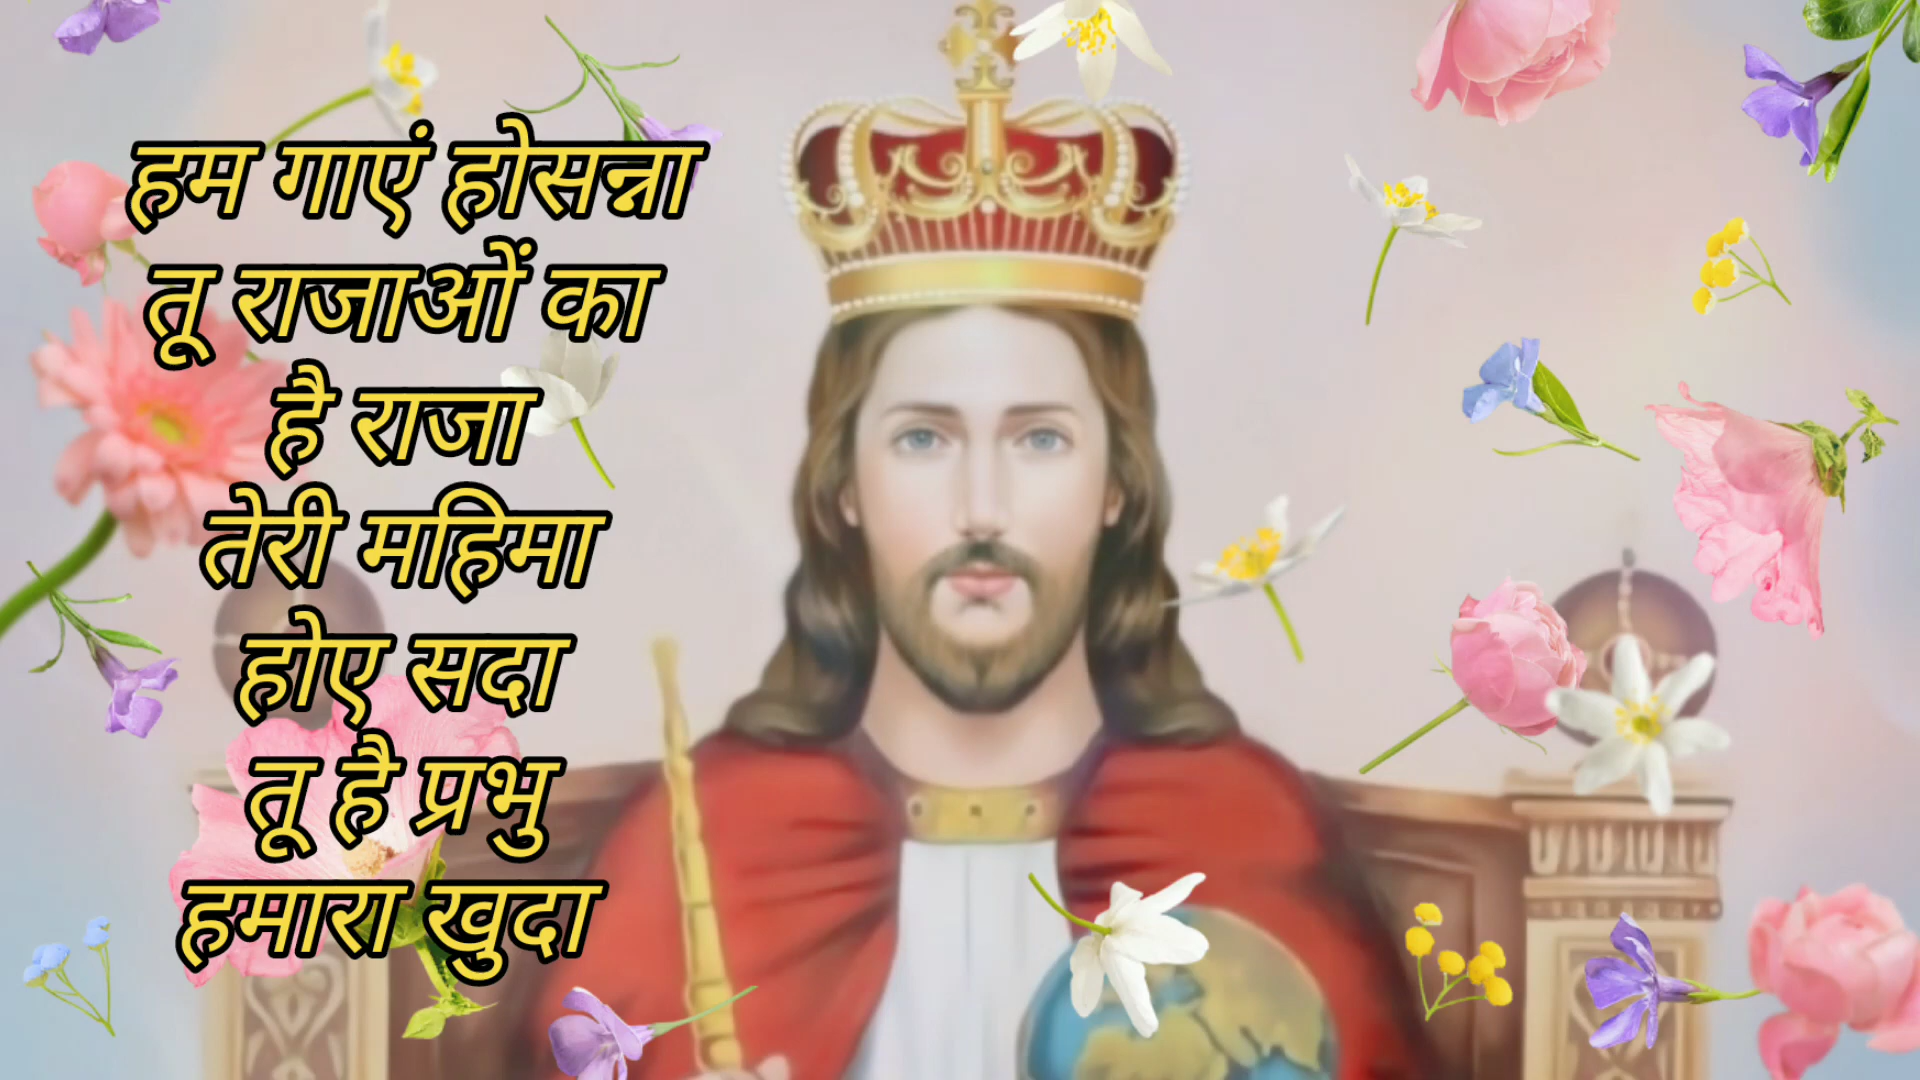 हम गाएं होसन्ना
तू राजाओं का
है राजा
तेरी महिमा
होए सदा
तू है प्रभु
हमारा खुदा